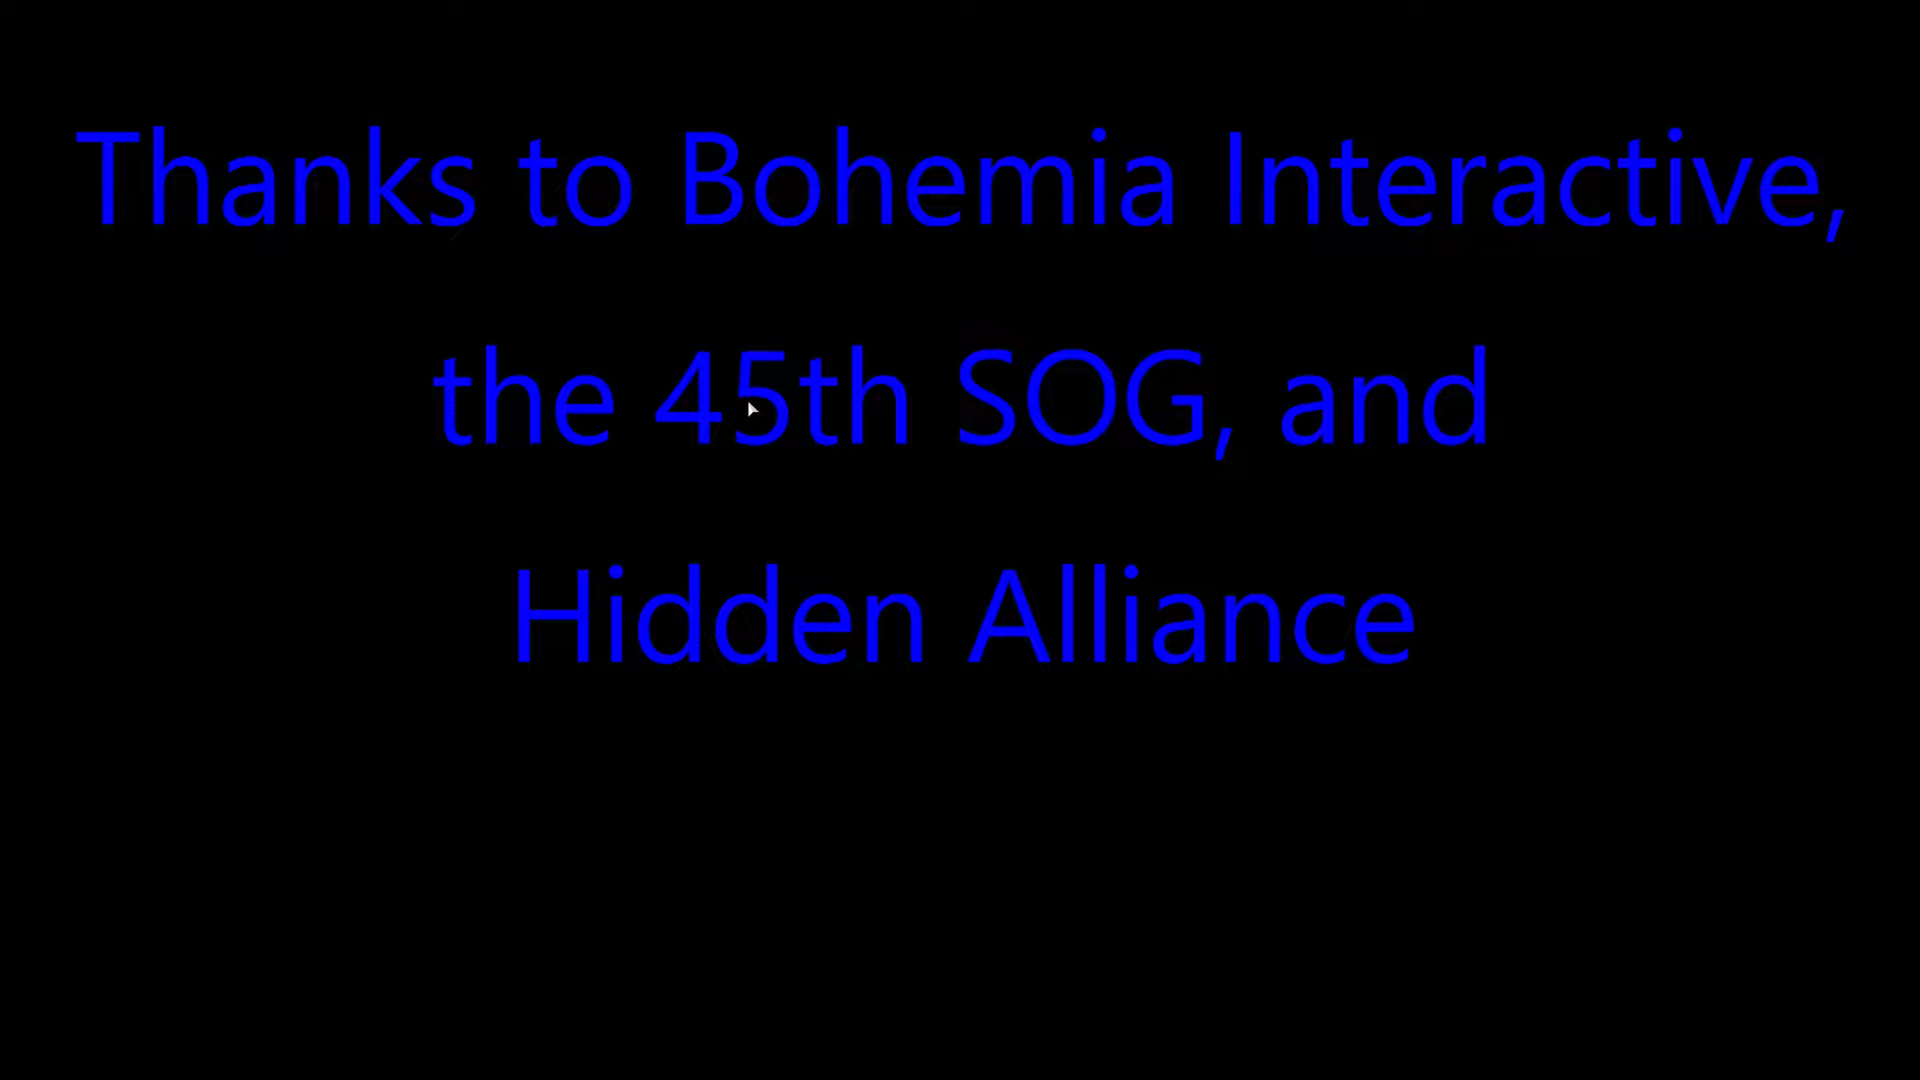 Thanks to Bohemia Interactive,
the 45th SOG, and
Hidden Alliance